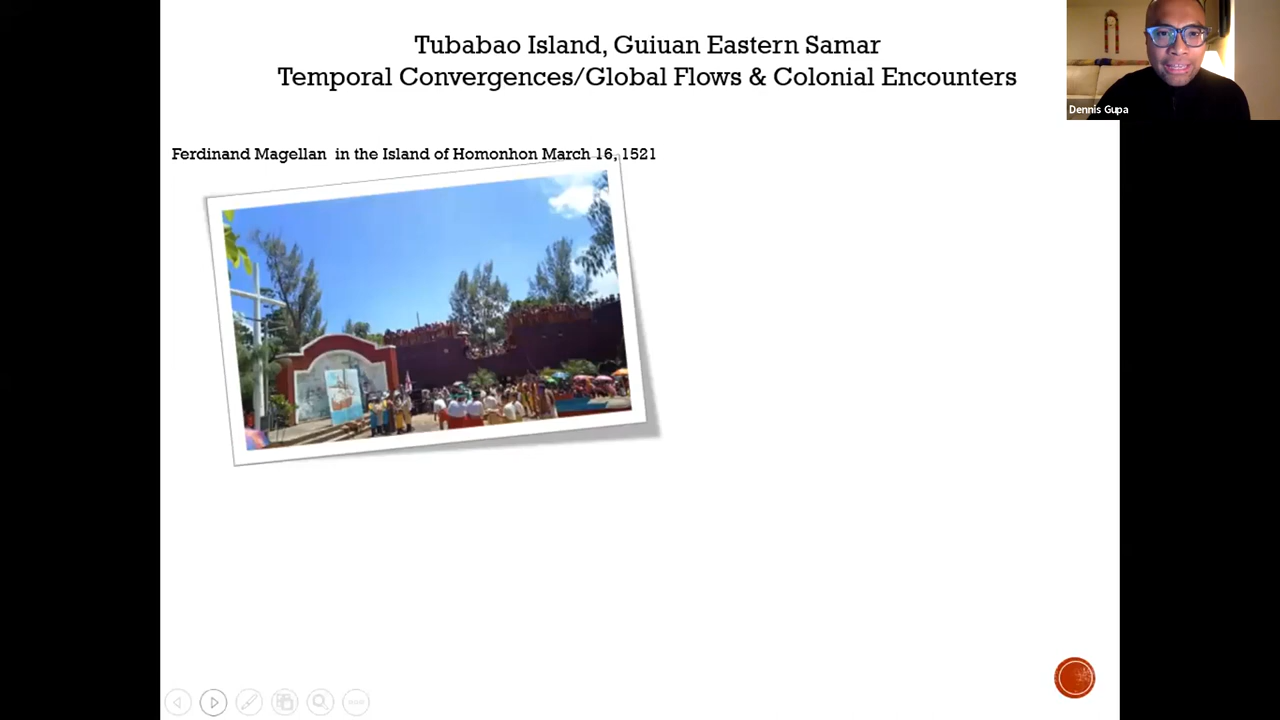 Tubabao Island, Guiuan Eastern Samar
Temporal Convergences/Global Flows & Colonial Encounters
Dennis Gupa
Ferdinand Magellan in the Island of Homonhon March 16, 1521